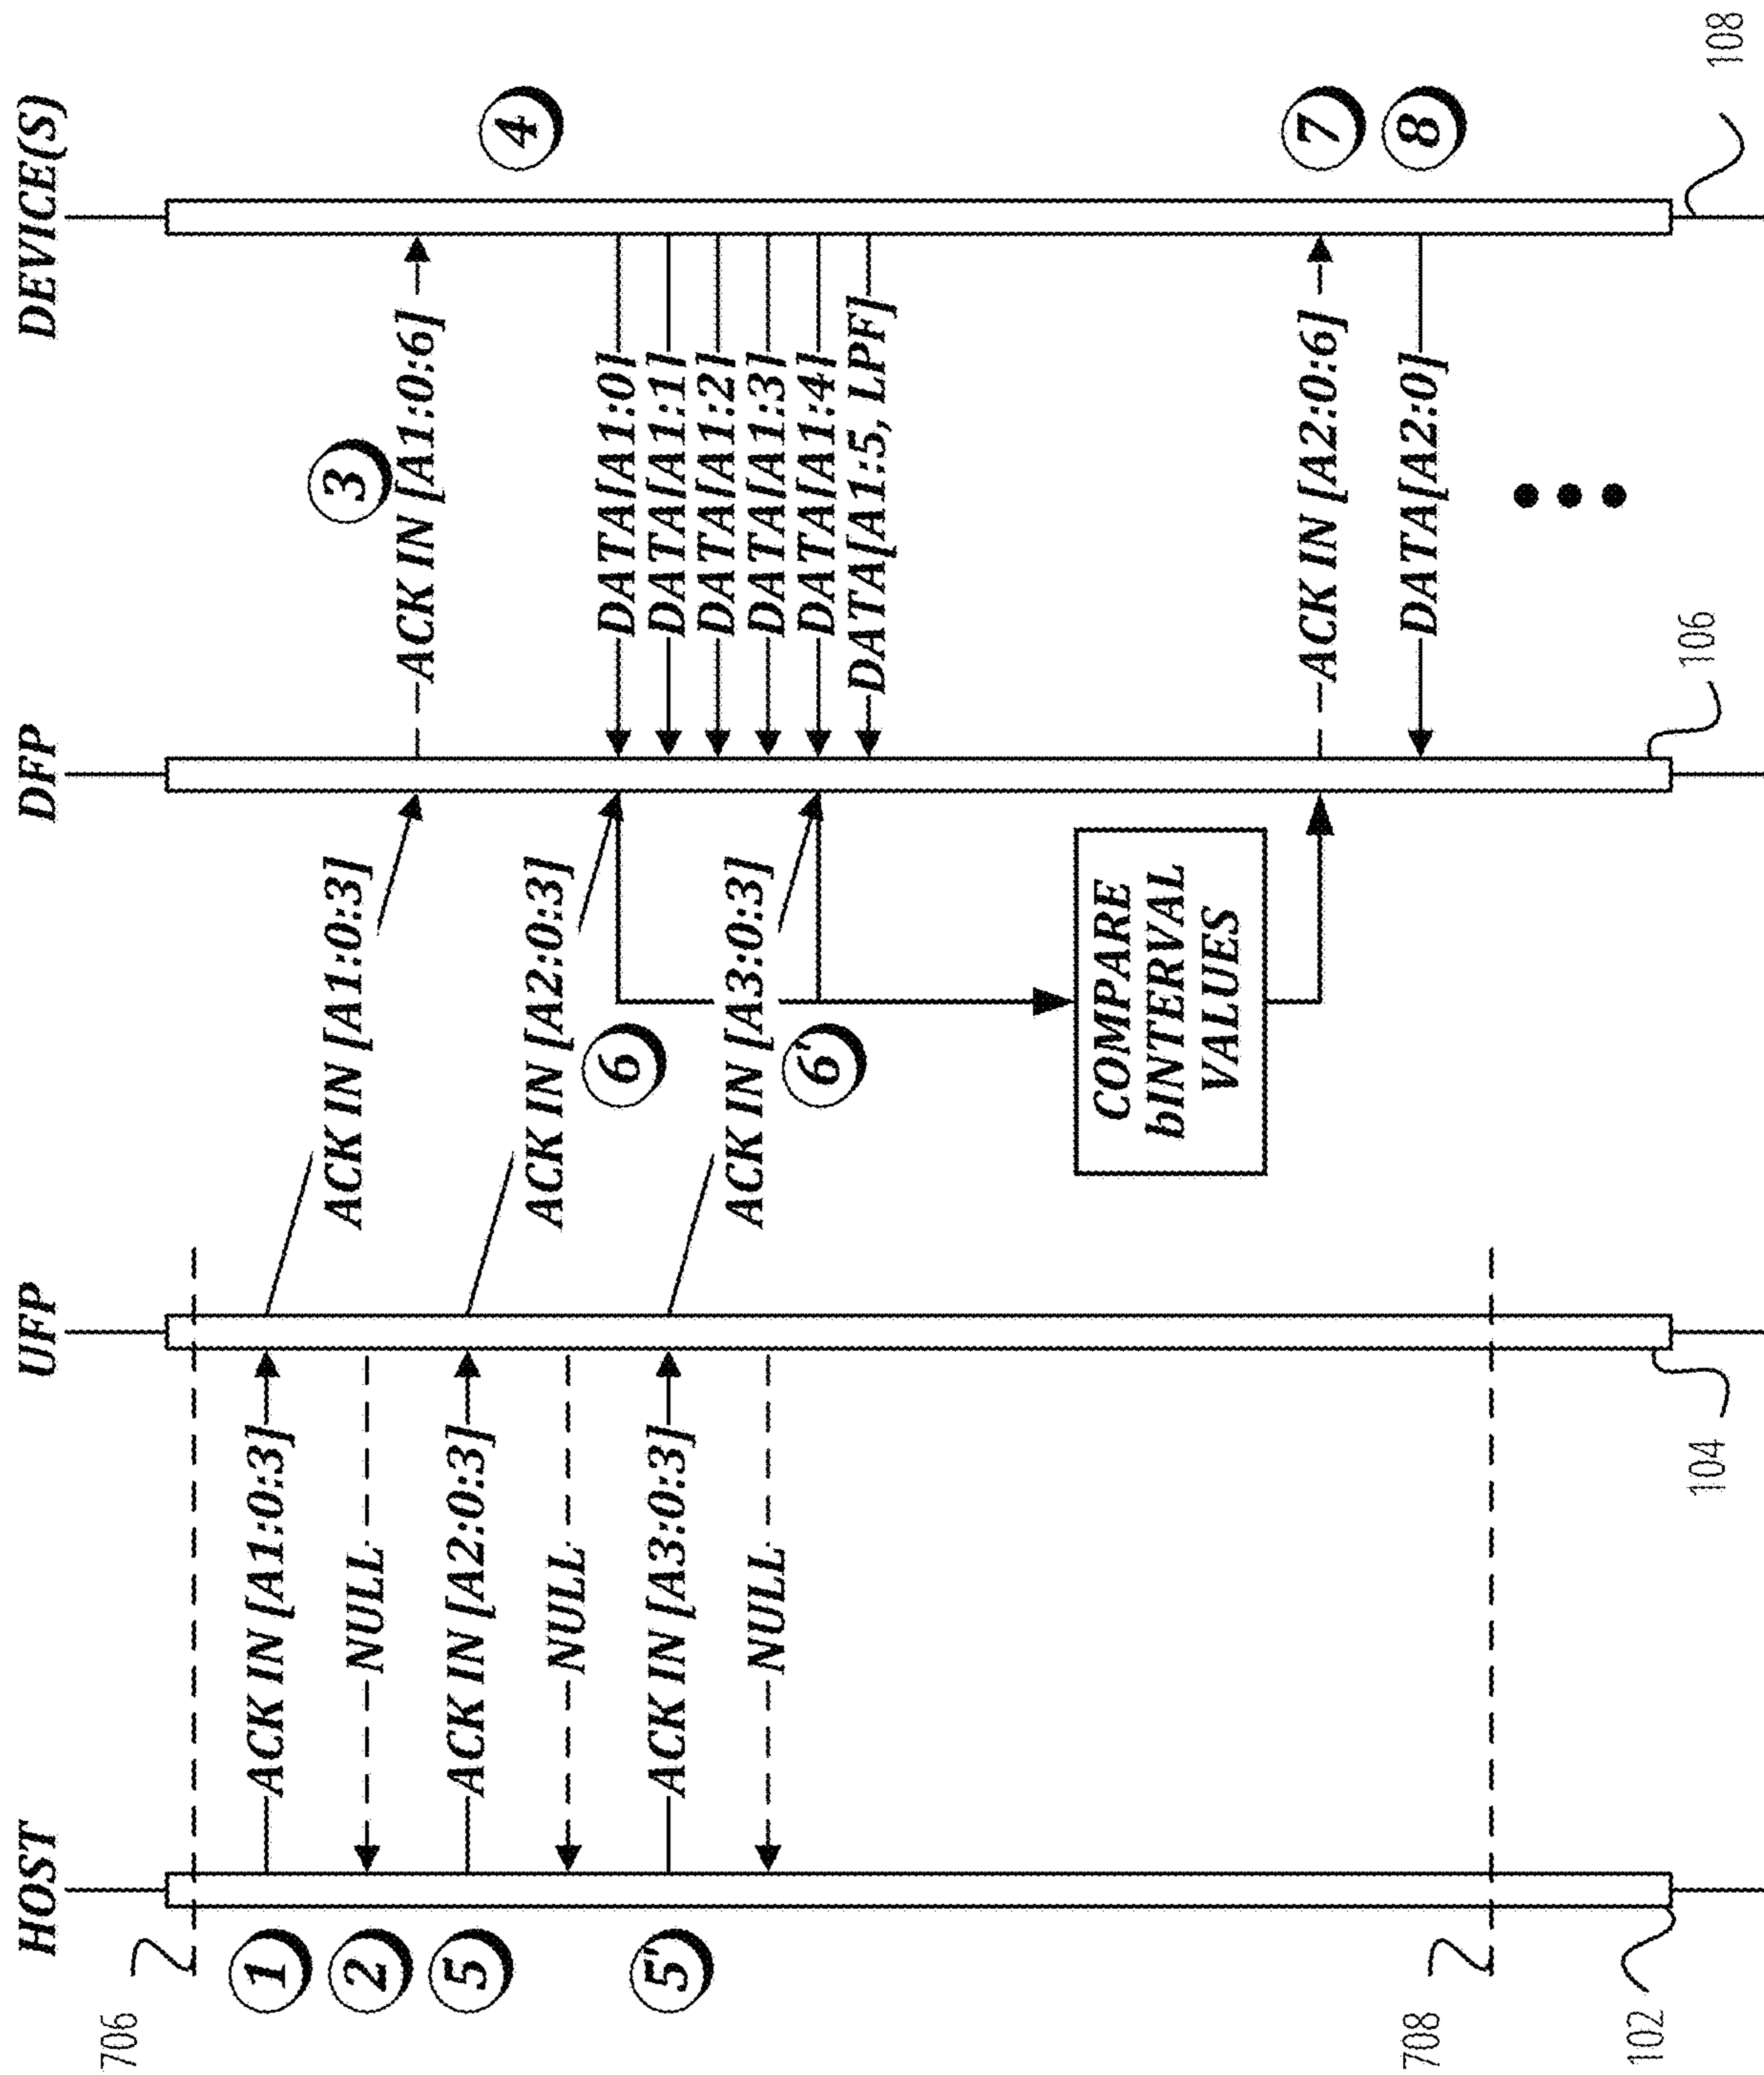 HOST
UFP
DFP
DEVICE(S)
706
1
ACK IN [A1:0:3]
ACK IN [A1:0:3]
3
ACK IN [A1:0:6]
2
NULL
4
5
ACK IN [A2:0:3]
ACK IN [A2:0:3]
NULL
6
DATA[A1:0]
DATA[A1:1]
DATA[A1:2]
DATA[A1:3]
DATA[A1:4]
DATA[A1:5, LPF]
5'
ACK IN [A3:0:3]
ACK IN [A3:0:3]
NULL
6'
COMPARE
bINTERVAL
VALUES
ACK IN [A2:0:6]
7
DATA[A2:0]
8
708
102
104
106
108